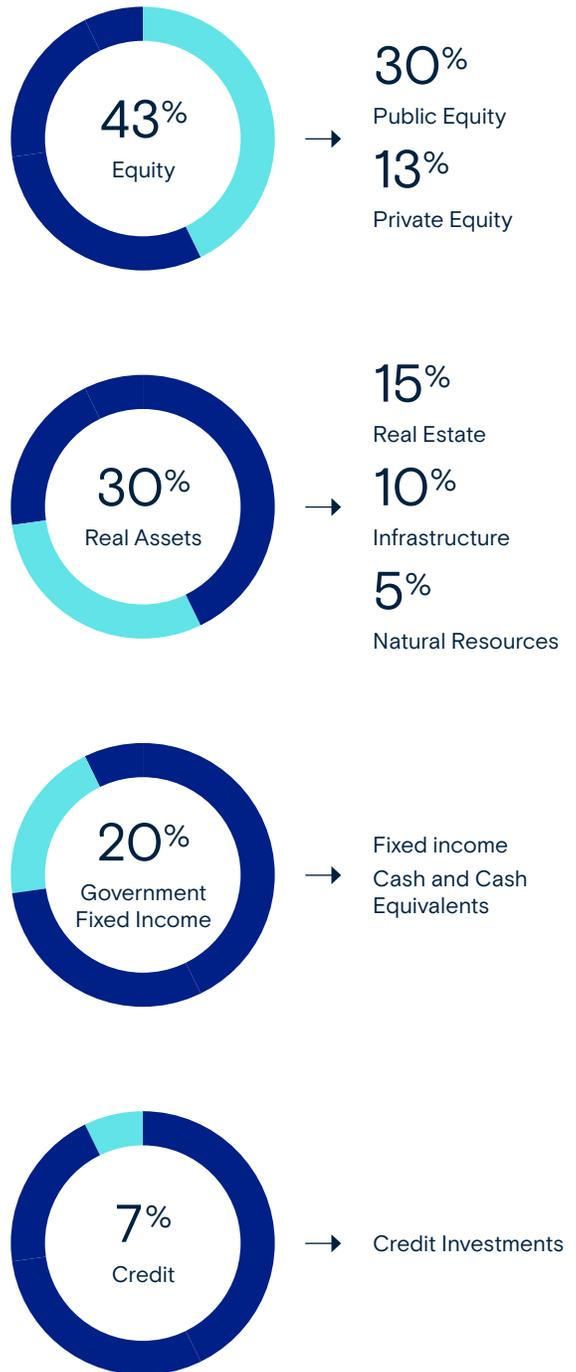 43%
Equity
30%
Public Equity
13%
Private Equity
30%
Real Assets
15%
Real Estate
10%
Infrastructure
5%
Natural Resources
20%
Government
Fixed Income
Fixed income
Cash and Cash
Equivalents
7%
Credit
Credit Investments